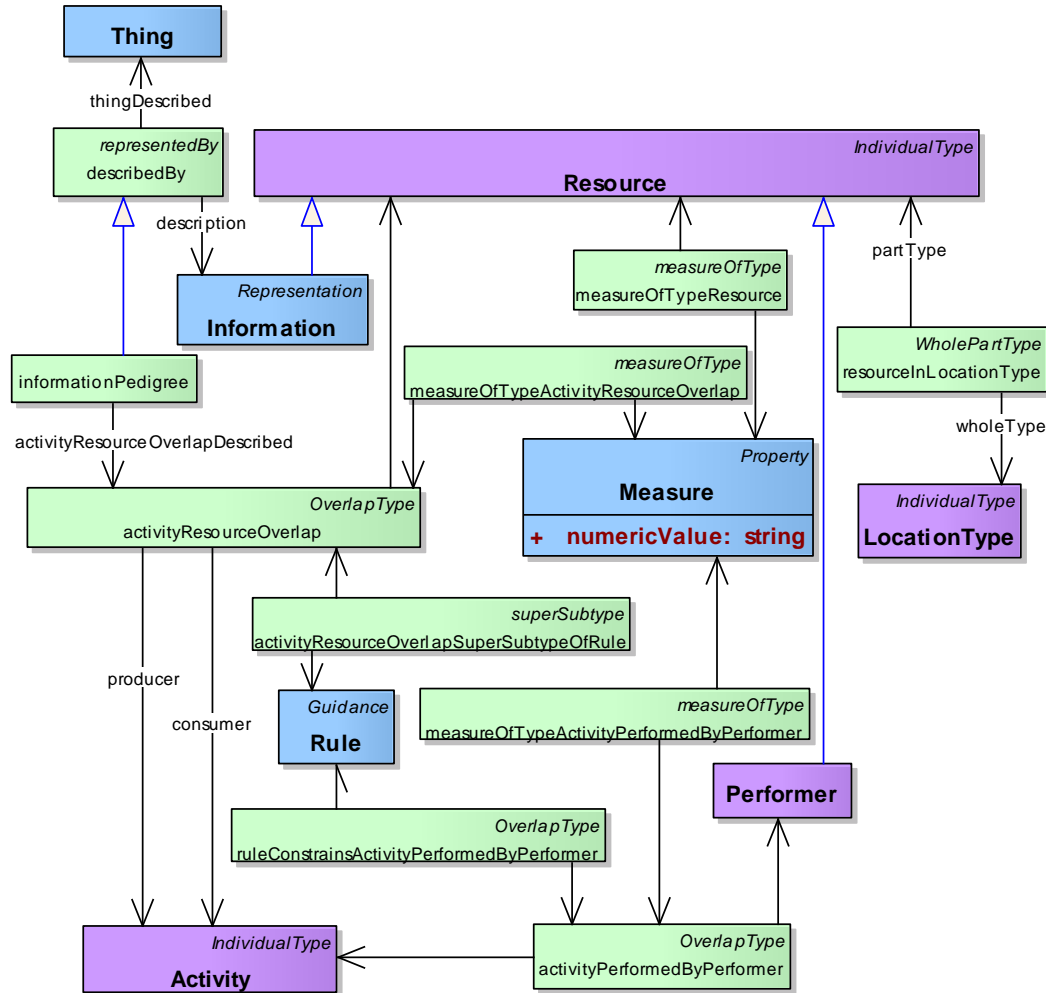 Thing
thingDescribed
representedBy
describedBy
IndividualType
Resource
description
partType
measureOfType
measureOfTypeResource
Representation
Information
WholePartType
resourceInLocationType
informationPedigree
measureOfType
measureOfTypeActivityResourceOverlap
wholeType
activityResourceOverlapDescribed
Property
Measure
+ numericValue: string
IndividualType
LocationType
OverlapType
activityResourceOverlap
superSubtype
activityResourceOverlapSuperSubtypeOfRule
producer
consumer
Guidance
Rule
measureOfType
measureOfTypeActivityPerformedByPerformer
Performer
OverlapType
ruleConstrainsActivityPerformedByPerformer
IndividualType
Activity
OverlapType
activityPerformedByPerformer